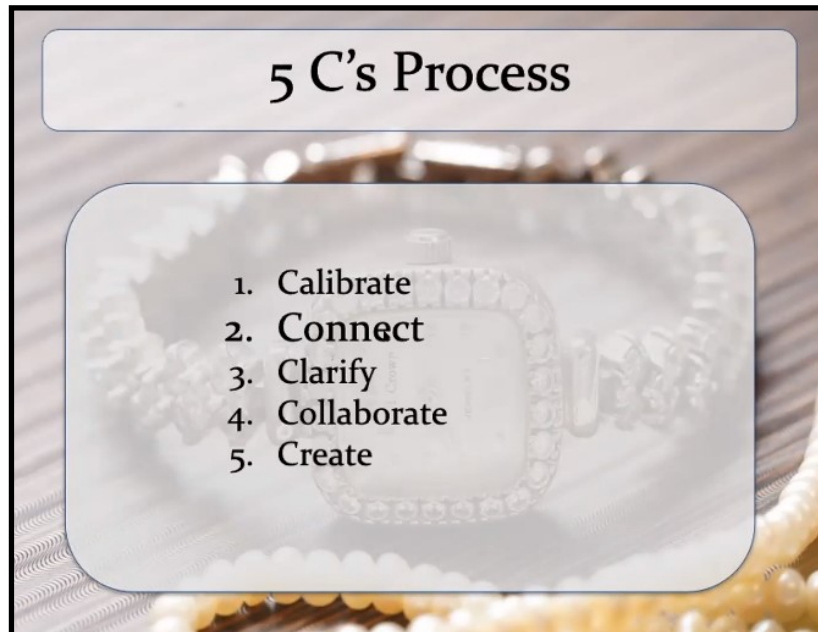 5 C's Process
1. Calibrate
2. Connect
3. Clarify
4. Collaborate
5. Create